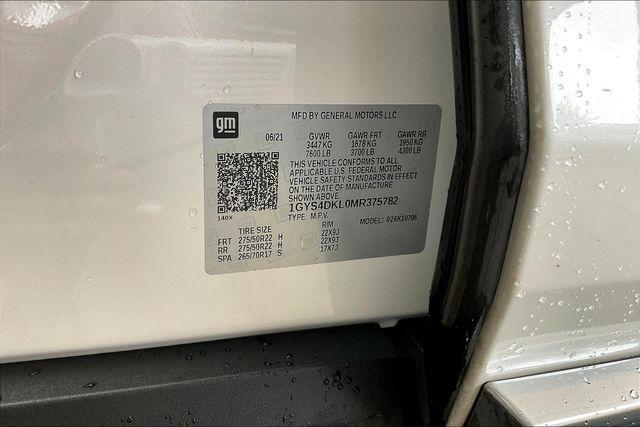 gm
MFD BY GENERAL MOTORS LLC
06/21 GVWR GAWR FRT GAWR RR
3447 KG 1678 KG 1950 KG
7600 LB 3700 LB 4300 LB
THIS VEHICLE CONFORMS TO ALL
APPLICABLE U.S. FEDERAL MOTOR
VEHICLE SAFETY STANDARDS IN EFFECT
ON THE DATE OF MANUFACTURE
SHOWN ABOVE.
1GYS4DKL0MR375782
140X
TYPE: M.P.V. MODEL: 026K10706
TIRE SIZE RIM
FRT 275/50R22 H 22X9J
RR 275/50R22 H 22X9J
SPA 265/70R17 S 17X7J